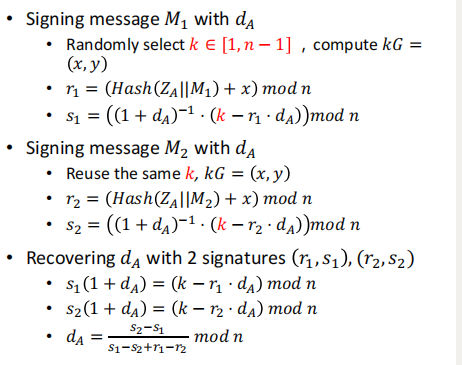 • Signing message M₁ with d_A
• Randomly select k ∈ [1, n − 1] , compute kG =
(x, y)
• r₁ = (Hash(Z_A||M₁) + x) mod n
• s₁ = ((1 + d_A)⁻¹ · (k − r₁ · d_A))mod n
• Signing message M₂ with d_A
• Reuse the same k, kG = (x, y)
• r₂ = (Hash(Z_A||M₂) + x) mod n
• s₂ = ((1 + d_A)⁻¹ · (k − r₂ · d_A))mod n
• Recovering d_A with 2 signatures (r₁, s₁), (r₂, s₂)
• s₁(1 + d_A) = (k − r₁ · d_A) mod n
• s₂(1 + d_A) = (k − r₂ · d_A) mod n
• d_A = (s₂−s₁)/(s₁−s₂+r₁−r₂) mod n